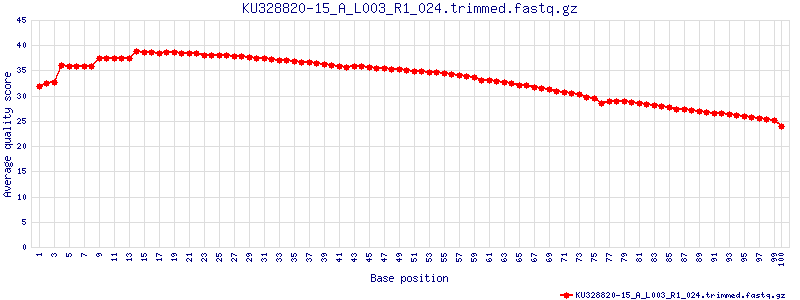 KU328820-15_A_L003_R1_024.trimmed.fastq.gz
Average quality score
45
40
35
30
25
20
15
10
5
0
1 3 5 7 9 11 13 15 17 19 21 23 25 27 29 31 33 35 37 39 41 43 45 47 49 51 53 55 57 59 61 63 65 67 69 71 73 75 77 79 81 83 85 87 89 91 93 95 97 99 100
Base position
KU328820-15_A_L003_R1_024.trimmed.fastq.gz